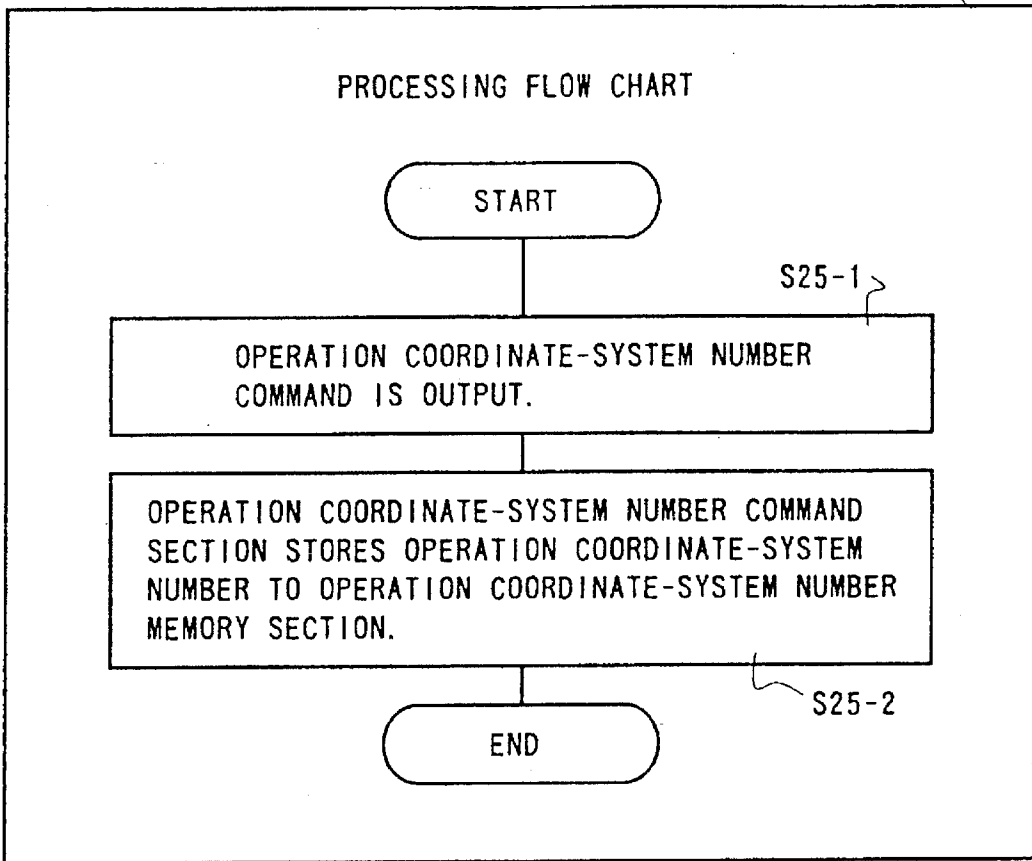 PROCESSING FLOW CHART
START
S25-1
OPERATION COORDINATE-SYSTEM NUMBER
COMMAND IS OUTPUT.
OPERATION COORDINATE-SYSTEM NUMBER COMMAND
SECTION STORES OPERATION COORDINATE-SYSTEM
NUMBER TO OPERATION COORDINATE-SYSTEM NUMBER
MEMORY SECTION.
S25-2
END